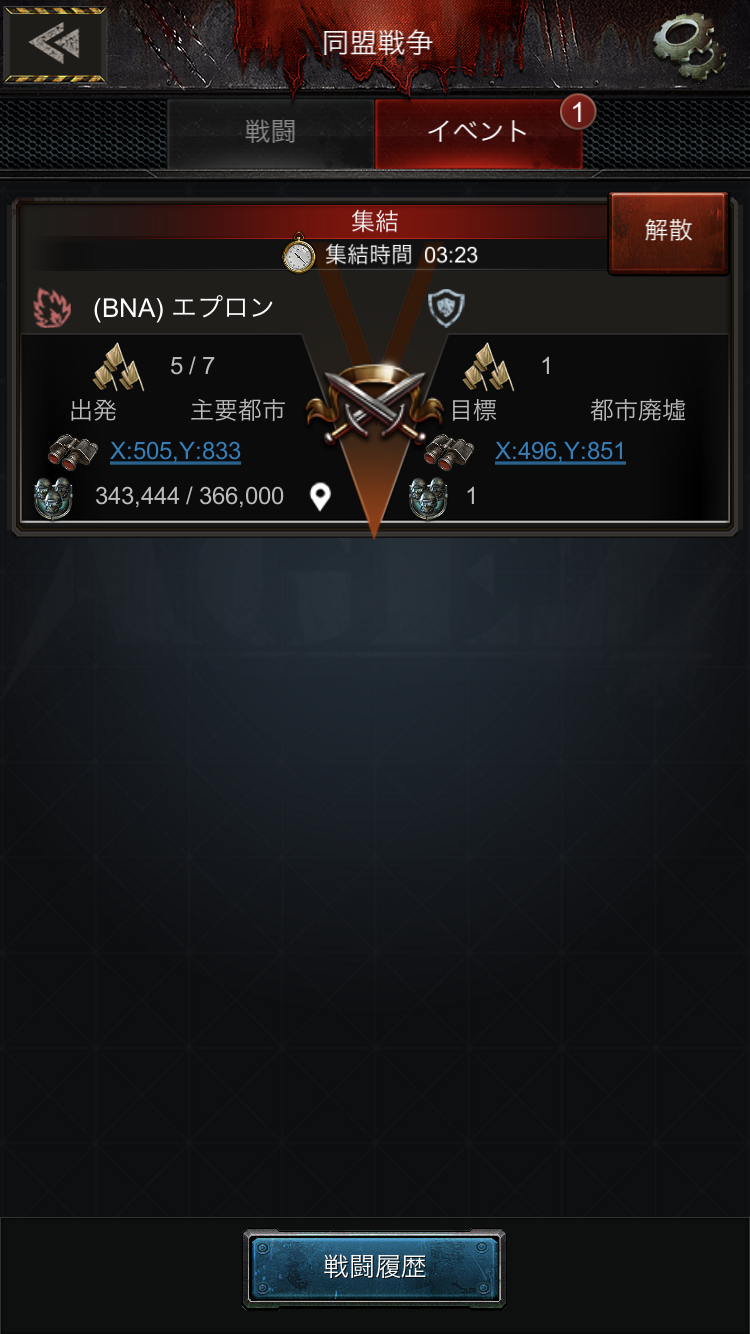 同盟戦争
戦闘
イベント
1
集結
解散
集結時間 03:23
(BNA) エプロン
5 / 7
1
出発 主要都市
目標 都市廃墟
X:505,Y:833
X:496,Y:851
343,444 / 366,000
1
戦闘履歴